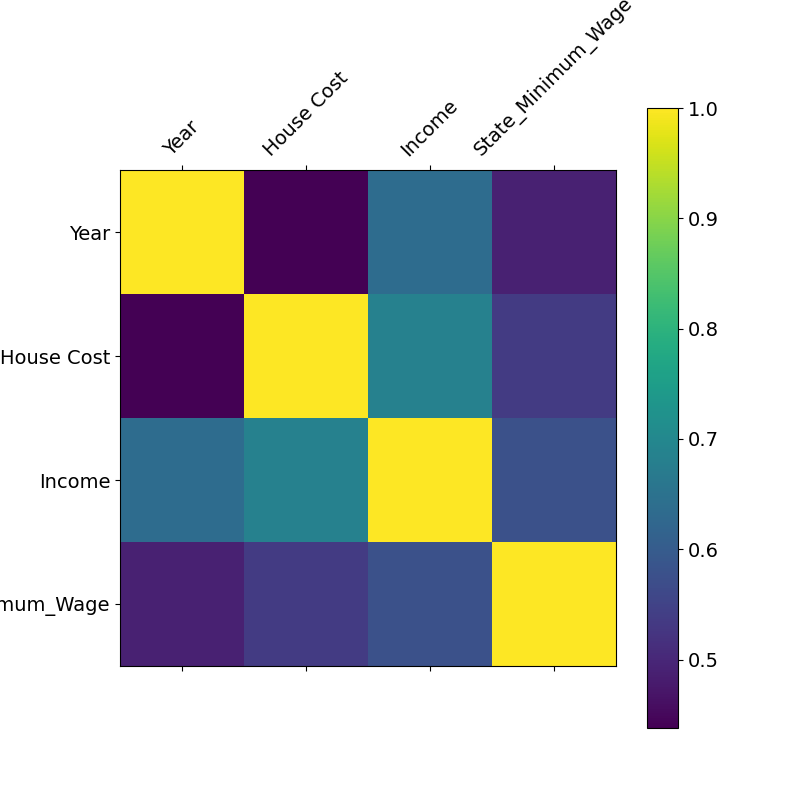 Year
House Cost
Income
State_Minimum_Wage
Year
House Cost
Income
mum_Wage
1.0
0.9
0.8
0.7
0.6
0.5